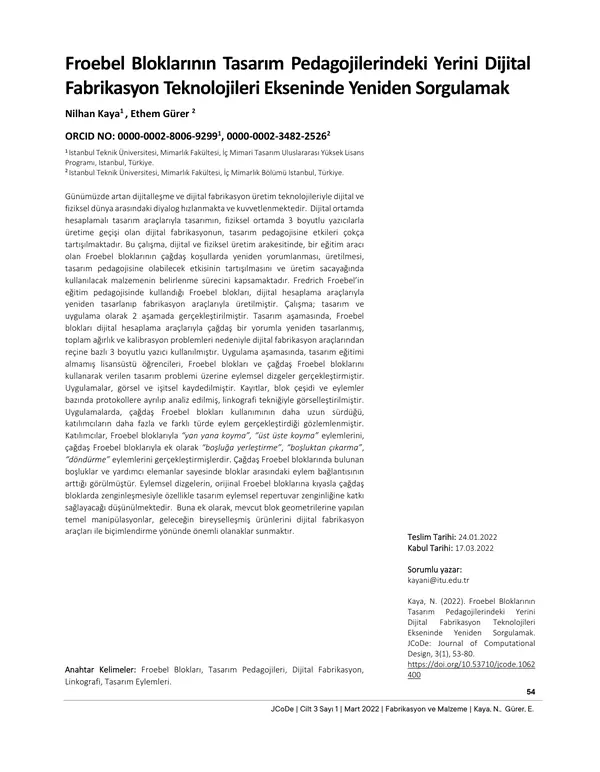 Froebel Bloklarının Tasarım Pedagojilerindeki Yerini Dijital
Fabrikasyon Teknolojileri Ekseninde Yeniden Sorgulamak
Nilhan Kaya¹ , Ethem Gürer ²
ORCID NO: 0000-0002-8006-9299¹, 0000-0002-3482-2526²
¹ Istanbul Teknik Üniversitesi, Mimarlık Fakültesi, İç Mimari Tasarım Uluslararası Yüksek Lisans
Programı, Istanbul, Türkiye.
² Istanbul Teknik Üniversitesi, Mimarlık Fakültesi, İç Mimarlık Bölümü Istanbul, Türkiye.
Günümüzde artan dijitalleşme ve dijital fabrikasyon üretim teknolojileriyle dijital ve
fiziksel dünya arasındaki diyalog hızlanmakta ve kuvvetlenmektedir. Dijital ortamda
hesaplamalı tasarım araçlarıyla tasarımın, fiziksel ortamda 3 boyutlu yazıcılarla
üretime geçişi olan dijital fabrikasyonun, tasarım pedagojisine etkileri çokça
tartışılmaktadır. Bu çalışma, dijital ve fiziksel üretim arakesitinde, bir eğitim aracı
olan Froebel bloklarının çağdaş koşullarda yeniden yorumlanması, üretilmesi,
tasarım pedagojisine olabilecek etkisinin tartışılmasını ve üretim sacayağında
kullanılacak malzemenin belirlenme sürecini kapsamaktadır. Fredrich Froebel'in
eğitim pedagojisinde kullandığı Froebel blokları, dijital hesaplama araçlarıyla
yeniden tasarlanıp fabrikasyon araçlarıyla üretilmiştir. Çalışma; tasarım ve
uygulama olarak 2 aşamada gerçekleştirilmiştir. Tasarım aşamasında, Froebel
blokları dijital hesaplama araçlarıyla çağdaş bir yorumla yeniden tasarlanmış,
toplam ağırlık ve kalibrasyon problemleri nedeniyle dijital fabrikasyon araçlarından
reçine bazlı 3 boyutlu yazıcı kullanılmıştır. Uygulama aşamasında, tasarım eğitimi
almamış lisansüstü öğrencileri, Froebel blokları ve çağdaş Froebel bloklarını
kullanarak verilen tasarım problemi üzerine eylemsel dizgeler gerçekleştirmiştir.
Uygulamalar, görsel ve işitsel kaydedilmiştir. Kayıtlar, blok çeşidi ve eylemler
bazında protokollere ayrılıp analiz edilmiş, linkografi tekniğiyle görselleştirilmiştir.
Uygulamalarda, çağdaş Froebel blokları kullanımının daha uzun sürdüğü,
katılımcıların daha fazla ve farklı türde eylem gerçekleştirdiği gözlemlenmiştir.
Katılımcılar, Froebel bloklarıyla "yan yana koyma", "üst üste koyma" eylemlerini,
çağdaş Froebel bloklarıyla ek olarak "boşluğa yerleştirme", "boşluktan çıkarma",
"döndürme" eylemlerini gerçekleştirmişlerdir. Çağdaş Froebel bloklarında bulunan
boşluklar ve yardımcı elemanlar sayesinde bloklar arasındaki eylem bağlantısının
arttığı görülmüştür. Eylemsel dizgelerin, orijinal Froebel bloklarına kıyasla çağdaş
bloklarda zenginleşmesiyle özellikle tasarım eylemsel repertuvar zenginliğine katkı
sağlayacağı düşünülmektedir. Buna ek olarak, mevcut blok geometrilerine yapılan
temel manipülasyonlar, geleceğin bireyselleşmiş ürünlerini dijital fabrikasyon
araçları ile biçimlendirme yönünde önemli olanaklar sunmaktır.
Teslim Tarihi: 24.01.2022
Kabul Tarihi: 17.03.2022
Sorumlu yazar:
kayani@itu.edu.tr
Kaya, N. (2022). Froebel Bloklarının
Tasarım Pedagojilerindeki Yerini
Dijital Fabrikasyon Teknolojileri
Ekseninde Yeniden Sorgulamak.
JCoDe: Journal of Computational
Design, 3(1), 53-80.
https://doi.org/10.53710/jcode.1062
400
Anahtar Kelimeler: Froebel Blokları, Tasarım Pedagojileri, Dijital Fabrikasyon,
Linkografi, Tasarım Eylemleri.
54
JCoDe | Cilt 3 Sayı 1 | Mart 2022 | Fabrikasyon ve Malzeme | Kaya, N., Gürer, E.